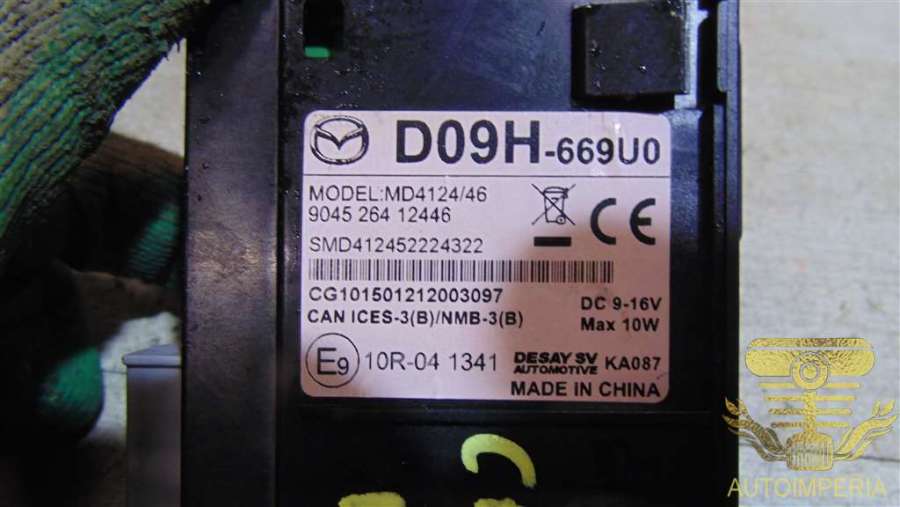 D09H-669U0
MODEL:MD4124/46
9045 264 12446
CE
SMD412452224322
CG101501212003097
DC 9-16V
CAN ICES-3(B)/NMB-3(B)
Max 10W
E9 10R-04 1341
DESAY SV
AUTOMOTIVE
KA087
MADE IN CHINA
AUTOIMPERIA